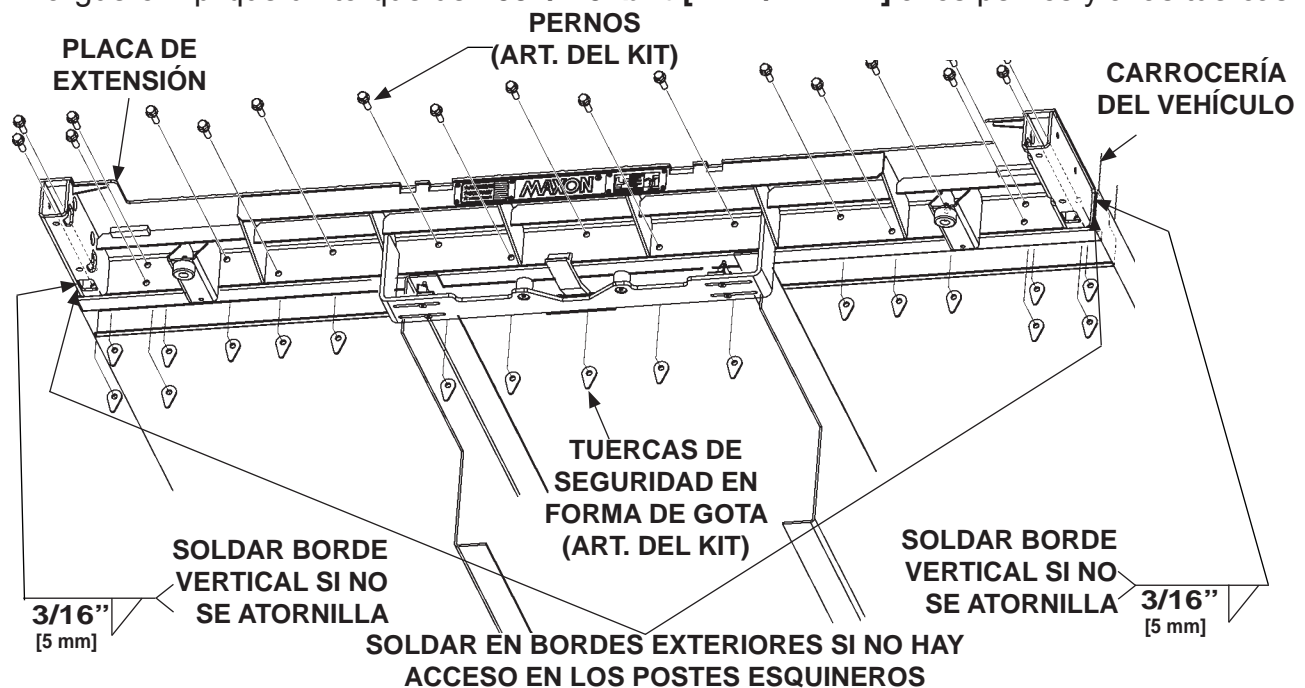 PERNOS
(ART. DEL KIT)
PLACA DE
EXTENSIÓN
CARROCERÍA
DEL VEHÍCULO
MAXON
TUERCAS DE
SEGURIDAD EN
FORMA DE GOTA
(ART. DEL KIT)
SOLDAR BORDE
VERTICAL SI NO
SE ATORNILLA
3/16”
[5 mm]
SOLDAR BORDE
VERTICAL SI NO
SE ATORNILLA
3/16”
[5 mm]
SOLDAR EN BORDES EXTERIORES SI NO HAY
ACCESO EN LOS POSTES ESQUINEROS